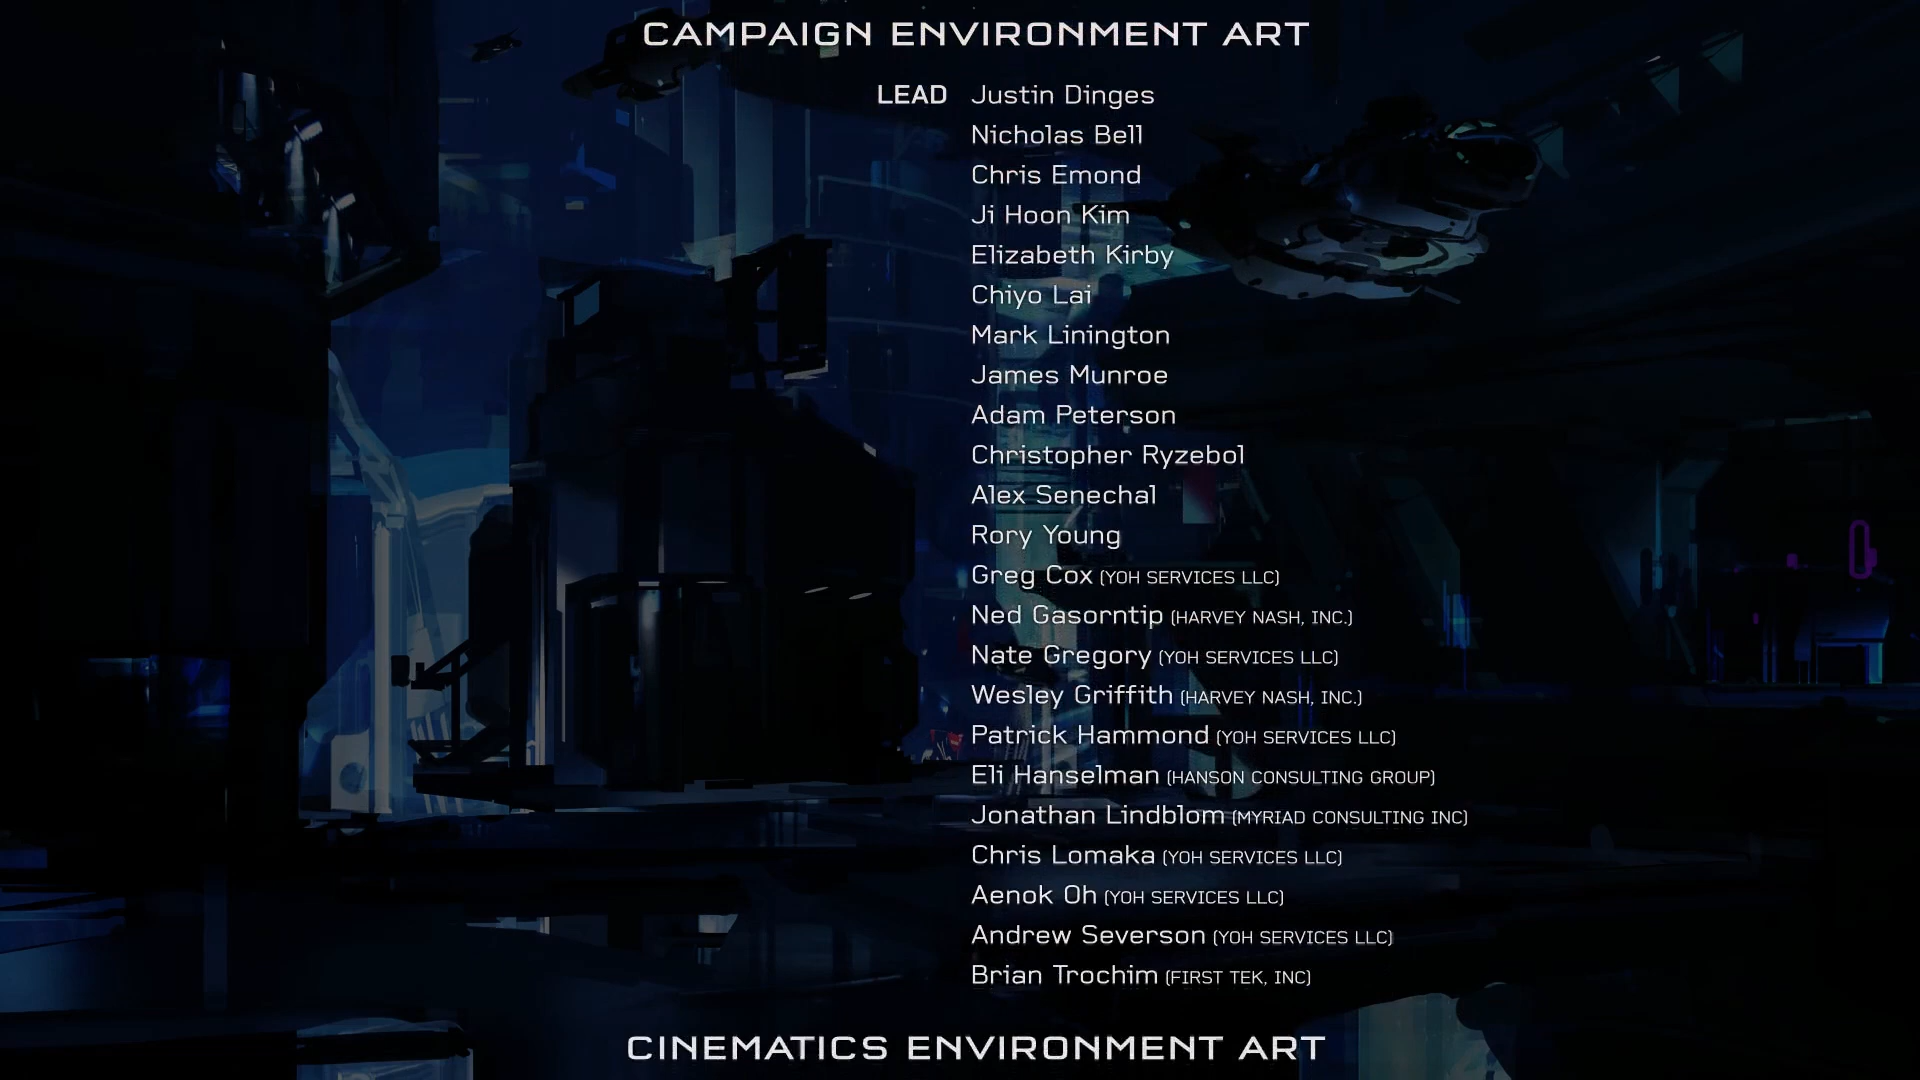 CAMPAIGN ENVIRONMENT ART
LEAD Justin Dinges
Nicholas Bell
Chris Emond
Ji Hoon Kim
Elizabeth Kirby
Chiyo Lai
Mark Linington
James Munroe
Adam Peterson
Christopher Ryzebol
Alex Senechal
Rory Young
Greg Cox (YOH SERVICES LLC)
Ned Gasorntip (HARVEY NASH, INC.)
Nate Gregory (YOH SERVICES LLC)
Wesley Griffith (HARVEY NASH, INC.)
Patrick Hammond (YOH SERVICES LLC)
Eli Hanselman (HANSON CONSULTING GROUP)
Jonathan Lindblom (MYRIAD CONSULTING INC)
Chris Lomaka (YOH SERVICES LLC)
Aenok Oh (YOH SERVICES LLC)
Andrew Severson (YOH SERVICES LLC)
Brian Trochim (FIRST TEK, INC)
CINEMATICS ENVIRONMENT ART